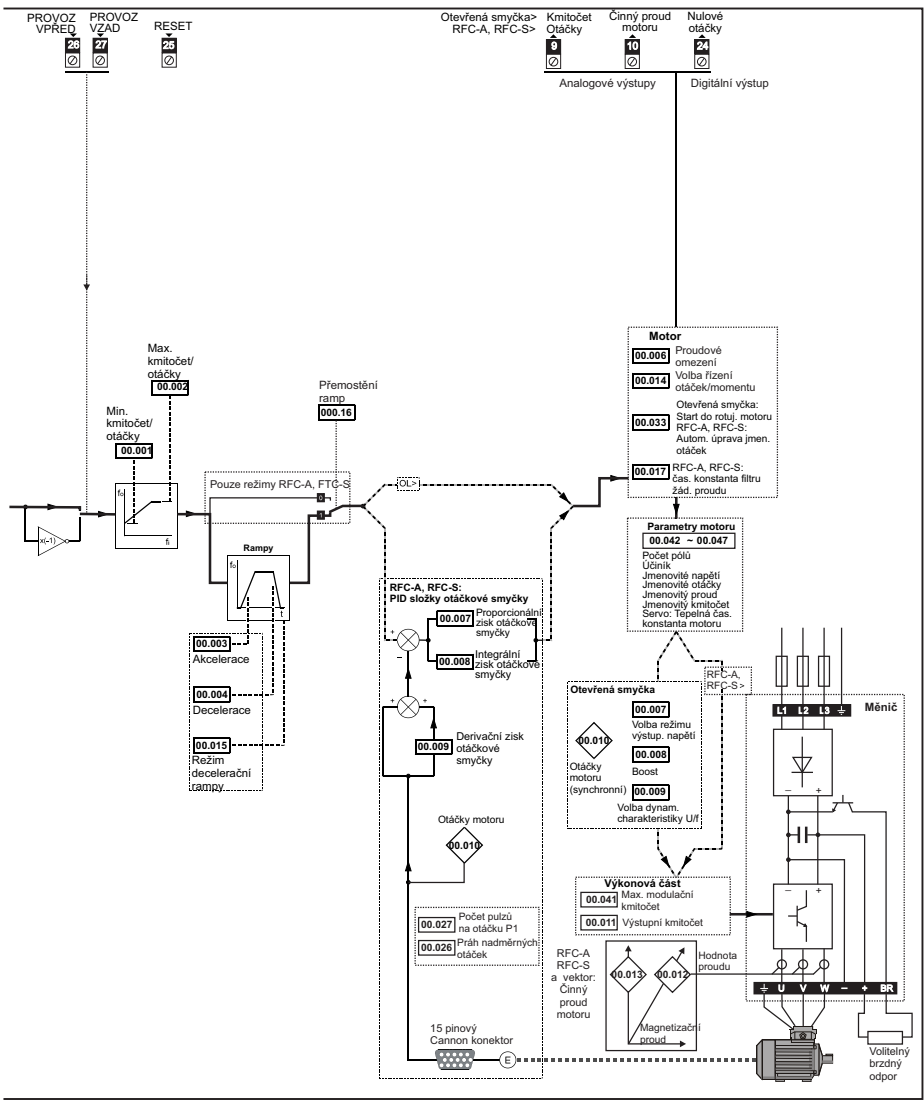 PROVOZ
VPŘED
PROVOZ
VZAD
RESET
26
27
25
Otevřená smyčka>
RFC-A, RFC-S>
Kmitočet
Otáčky
Činný proud
motoru
Nulové
otáčky
9
10
24
Analogové výstupy
Digitální výstup
Max.
kmitočet/
otáčky
00.002
Min.
kmitočet/
otáčky
00.001
Přemostění
ramp
000.16
Motor
00.006
Proudové
omezení
00.014
Volba řízení
otáček/momentu
00.033
Otevřená smyčka:
Start do rotuj. motoru
RFC-A, RFC-S:
Autom. úprava jmen.
otáček
00.017
RFC-A, RFC-S:
čas. konstanta filtru
žád. proudu
Pouze režimy RFC-A, FTC-S
0
1
OL>
x(-1)
fo
fi
Rampy
fo
t
00.003
Akcelerace
00.004
Decelerace
00.015
Režim
decelerační
rampy
RFC-A, RFC-S:
PID složky otáčkové smyčky
+
–
00.007
Proporcionální
zisk otáčkové
smyčky
00.008
Integrální
zisk otáčkové
smyčky
+
+
00.009
Derivační zisk
otáčkové
smyčky
Otáčky motoru
00.010
00.027
Počet pulzů
na otáčku P1
00.026
Práh nadměrných
otáček
15 pinový
Cannon konektor
E
Parametry motoru
00.042 ~ 00.047
Počet pólů
Účiník
Jmenovité napětí
Jmenovité otáčky
Jmenovitý proud
Jmenovitý kmitočet
Servo: Tepelná čas.
konstanta motoru
RFC-A,
RFC-S >
Otevřená smyčka
00.010
Otáčky
motoru
(synchronní)
00.007
Volba režimu
výstup. napětí
00.008
Boost
00.009
Volba dynam.
charakteristiky U/f
Výkonová část
00.041
Max. modulační
kmitočet
00.011
Výstupní kmitočet
RFC-A
RFC-S
a vektor:
Činný
proud
motoru
00.013
00.012
Magnetizační
proud
Hodnota
proudu
L1 L2 L3
Měnič
– +
– +
U V W – + BR
Volitelný
brzdný
odpor